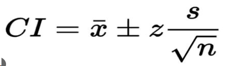 CI = x̄ ± z s/√n